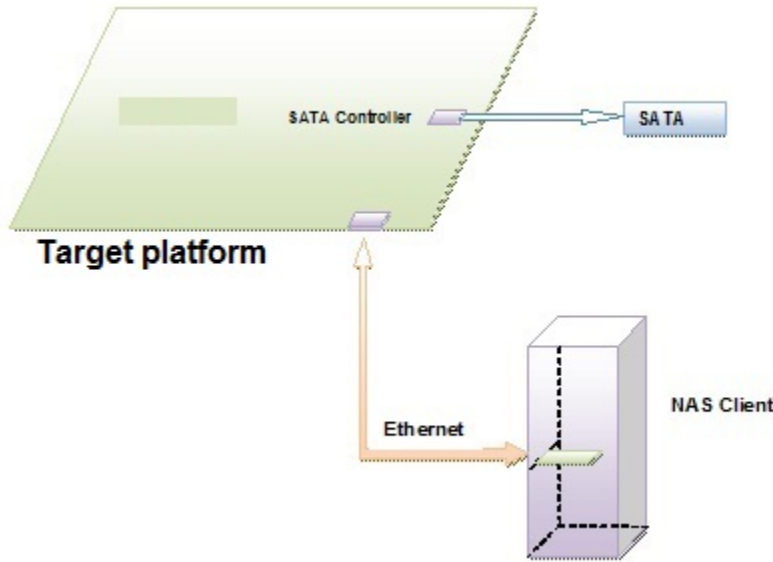 SATA Controller
SATA
Target platform
Ethernet
NAS Client